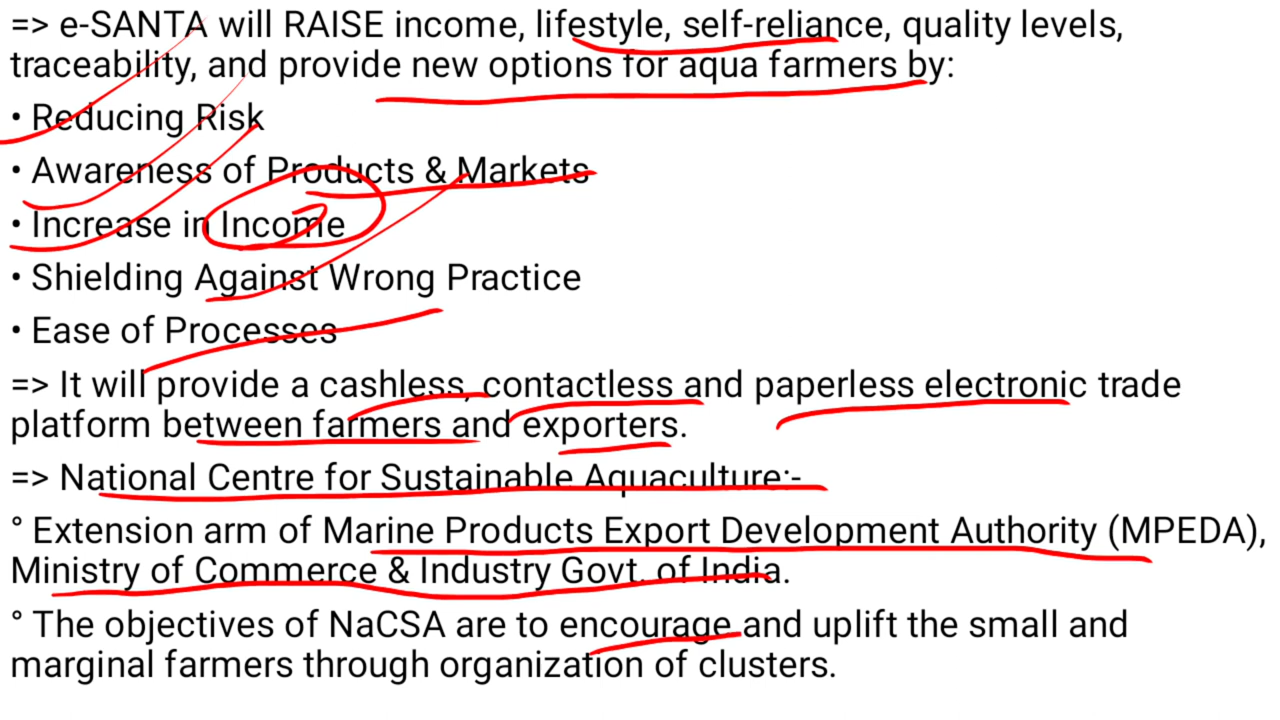 => e-SANTA will RAISE income, lifestyle, self-reliance, quality levels,
traceability, and provide new options for aqua farmers by:
• Reducing Risk
• Awareness of Products & Markets
• Increase in Income
• Shielding Against Wrong Practice
• Ease of Processes
=> It will provide a cashless, contactless and paperless electronic trade
platform between farmers and exporters.
=> National Centre for Sustainable Aquaculture:-
° Extension arm of Marine Products Export Development Authority (MPEDA),
Ministry of Commerce & Industry Govt. of India.
° The objectives of NaCSA are to encourage and uplift the small and
marginal farmers through organization of clusters.